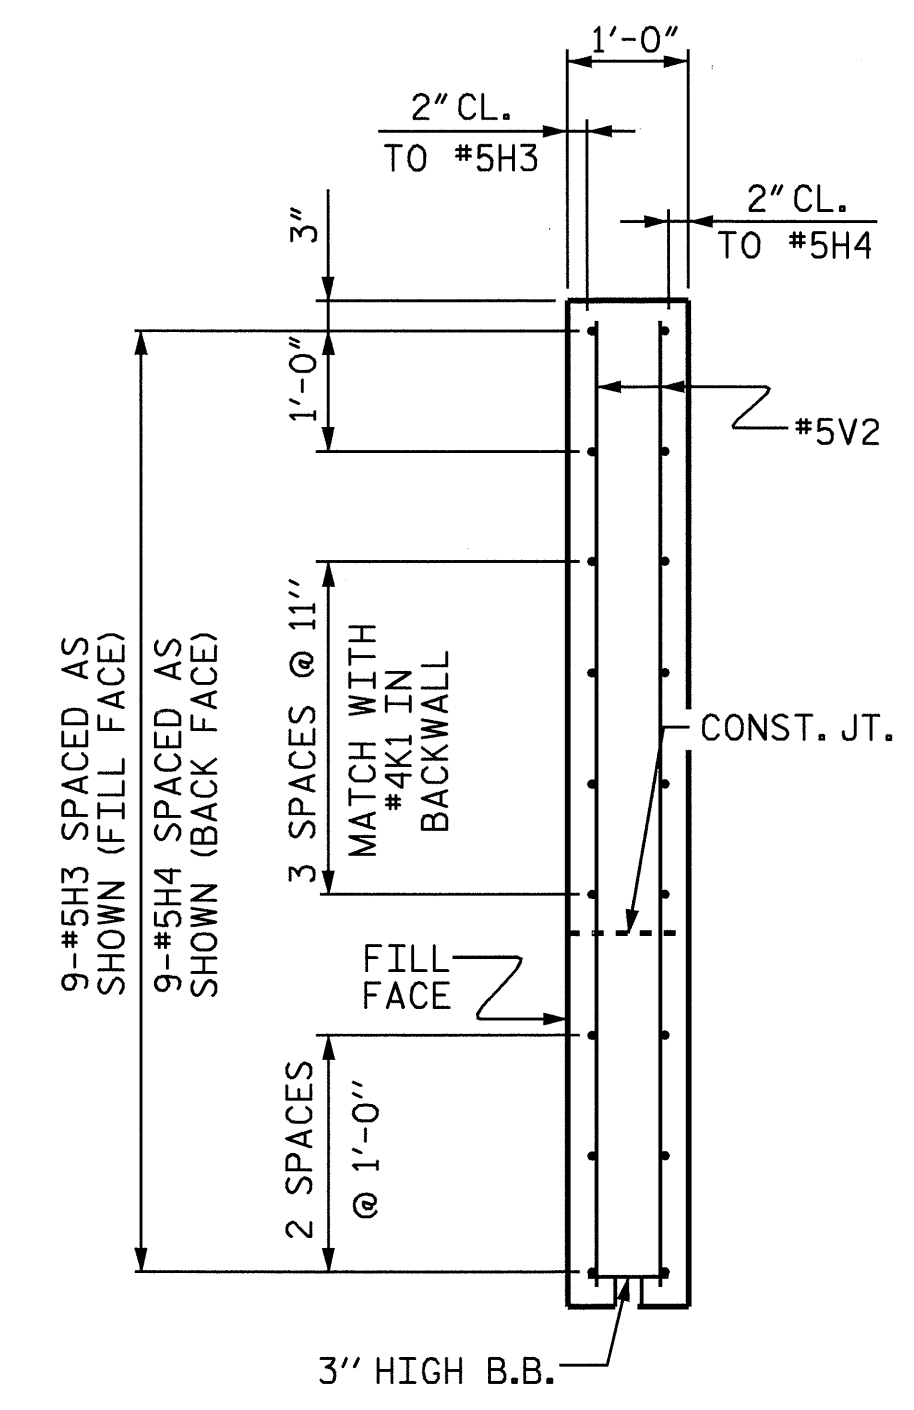 1'-0"
2" CL.
TO #5H3
2" CL.
TO #5H4
3"
1'-0"
#5V2
3 SPACES @ 11''
MATCH WITH
#4K1 IN
BACKWALL
CONST. JT.
9-#5H3 SPACED AS
SHOWN (FILL FACE)
9-#5H4 SPACED AS
SHOWN (BACK FACE)
FILL
FACE
2 SPACES
@ 1'-0''
3'' HIGH B.B.